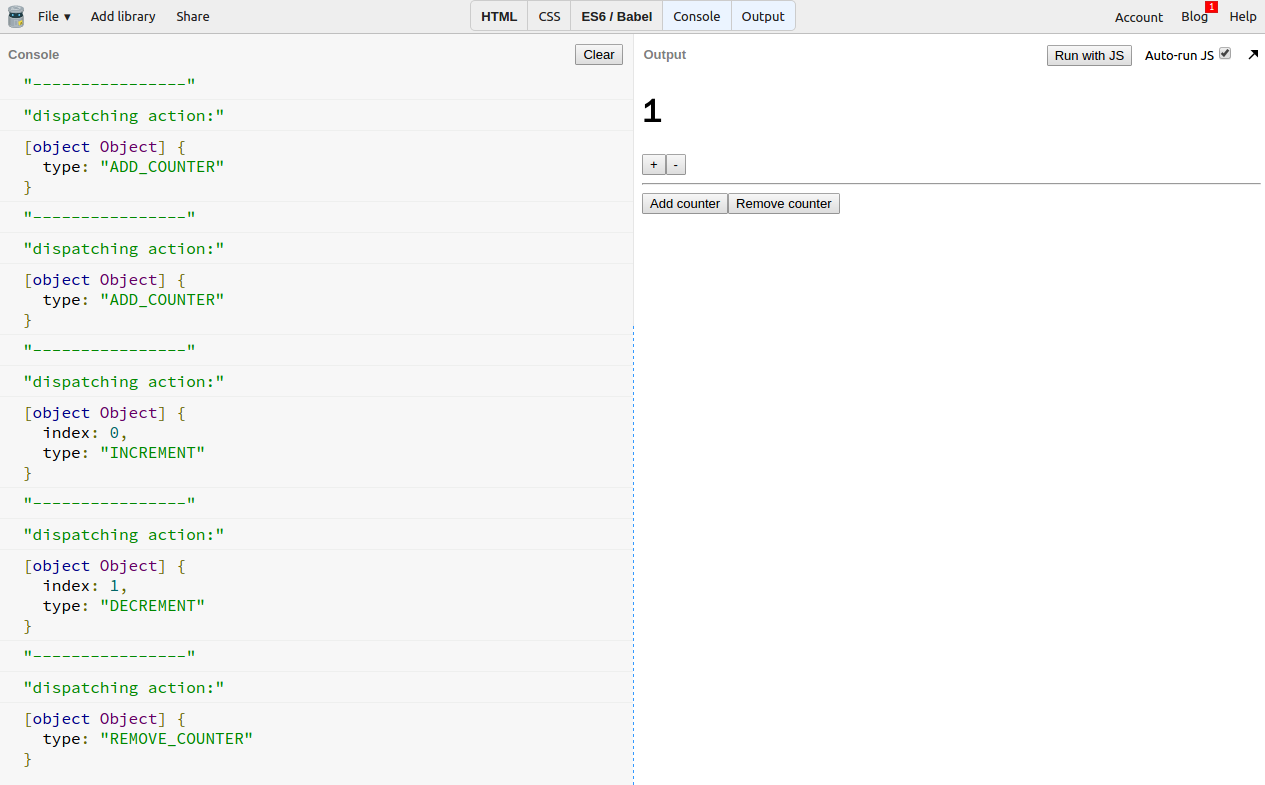 File ▾ Add library Share HTML CSS ES6 / Babel Console Output Account Blog 1 Help
Console Clear
"----------------"
"dispatching action:"
[object Object] {
type: "ADD_COUNTER"
}
"----------------"
"dispatching action:"
[object Object] {
type: "ADD_COUNTER"
}
"----------------"
"dispatching action:"
[object Object] {
index: 0,
type: "INCREMENT"
}
"----------------"
"dispatching action:"
[object Object] {
index: 1,
type: "DECREMENT"
}
"----------------"
"dispatching action:"
[object Object] {
type: "REMOVE_COUNTER"
}
Output Run with JS Auto-run JS
1
+ -
Add counter Remove counter